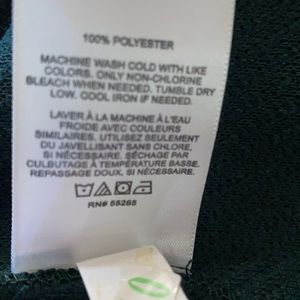 100% POLYESTER
MACHINE WASH COLD WITH LIKE
COLORS. ONLY NON-CHLORINE
BLEACH WHEN NEEDED. TUMBLE DRY
LOW. COOL IRON IF NEEDED.
LAVER À LA MACHINE À L'EAU
FROIDE AVEC COULEURS
SIMILAIRES. UTILISEZ SEULEMENT
DU JAVELLISANT SANS CHLORE,
SI NÉCESSAIRE. SÉCHAGE PAR
CULBUTAGE À TEMPÉRATURE BASSE.
REPASSAGE DOUX, SI NÉCESSAIRE.
RN# 55285